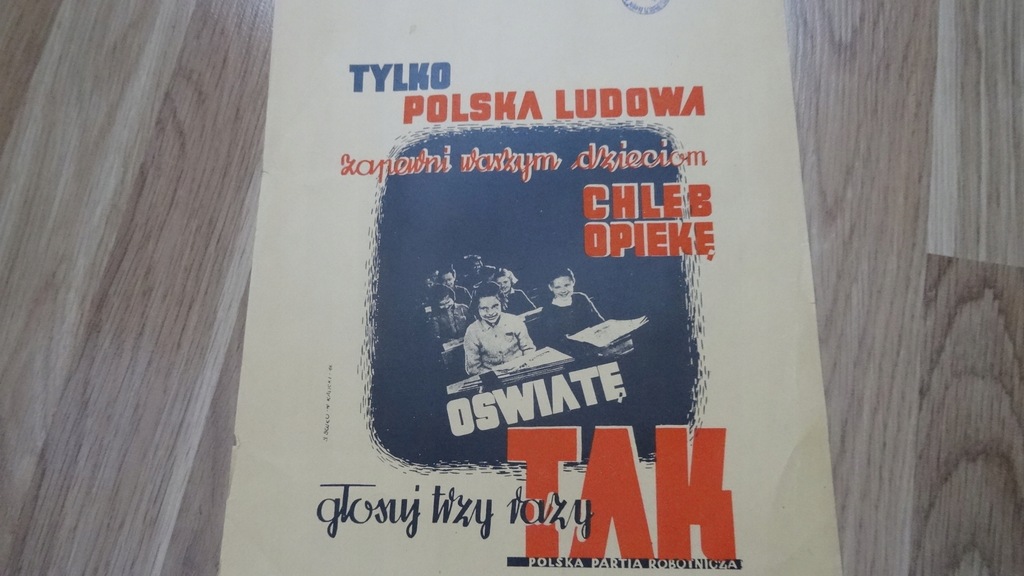 TYLKO
POLSKA LUDOWA
zapewni waszym dzieciom
CHLEB
OPIEKĘ
OŚWIATĘ
głosuj trzy razy
TAK
POLSKA PARTIA ROBOTNICZA